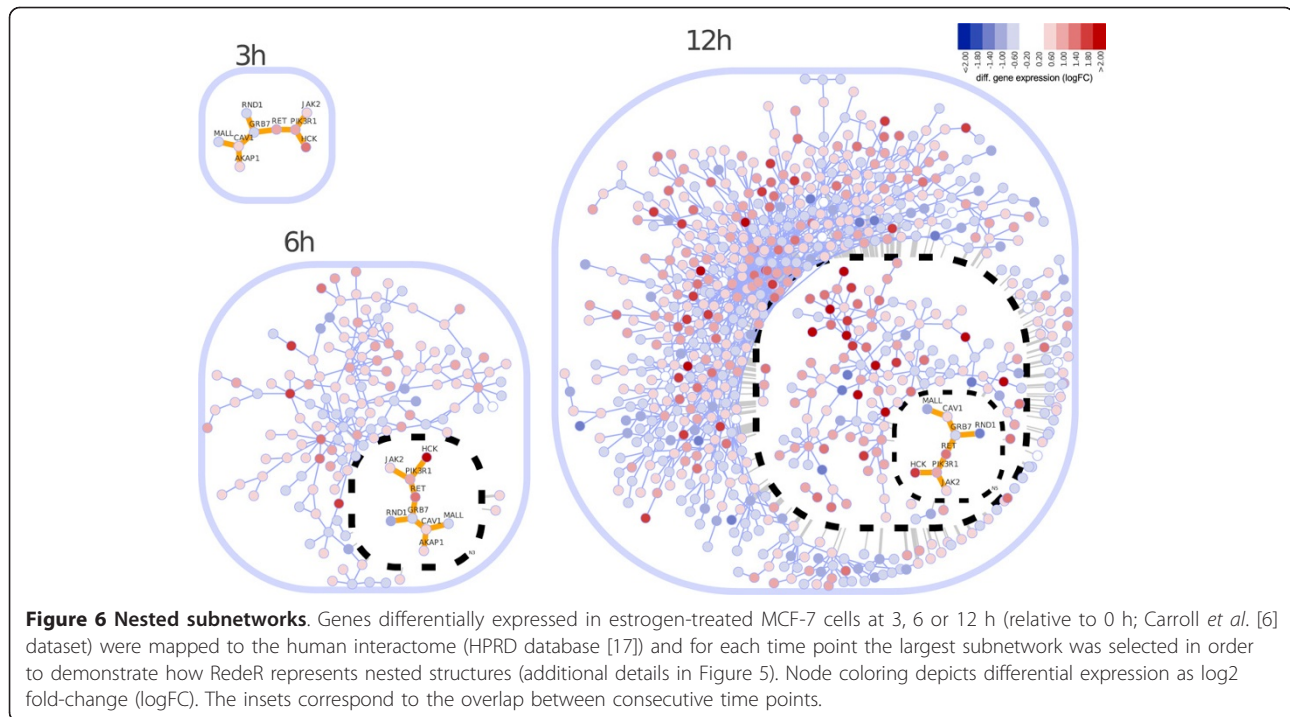 3h
RND1
JAK2
GRB7
RET
PIK3R1
MALL
CAV1
HCK
AKAP1
6h
HCK
JAK2
PIK3R1
RET
RND1
GRB7
CAV1
MALL
AKAP1
N3
12h
<2.00
-1.80
-1.40
-1.00
-0.60
-0.20
0.20
0.60
1.00
1.40
1.80
>2.00
diff. gene expression (logFC)
MALL
CAV1
GRB7
RND1
RET
HCK
PIK3R1
JAK2
Figure 6 Nested subnetworks. Genes differentially expressed in estrogen-treated MCF-7 cells at 3, 6 or 12 h (relative to 0 h; Carroll et al. [6]
dataset) were mapped to the human interactome (HPRD database [17]) and for each time point the largest subnetwork was selected in order
to demonstrate how RedeR represents nested structures (additional details in Figure 5). Node coloring depicts differential expression as log2
fold-change (logFC). The insets correspond to the overlap between consecutive time points.